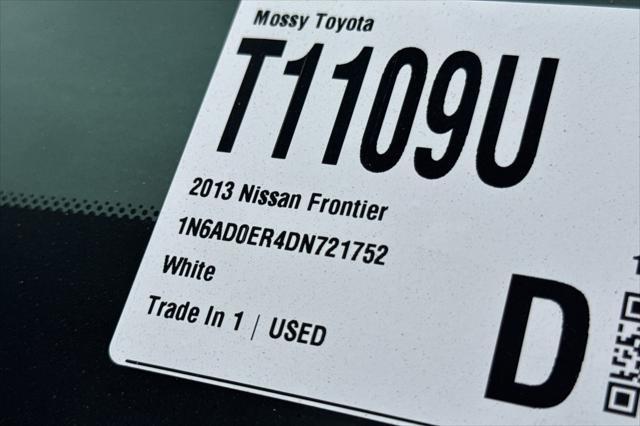 Mossy Toyota
T1109U
2013 Nissan Frontier
1N6AD0ER4DN721752
White
Trade In 1 | USED
D